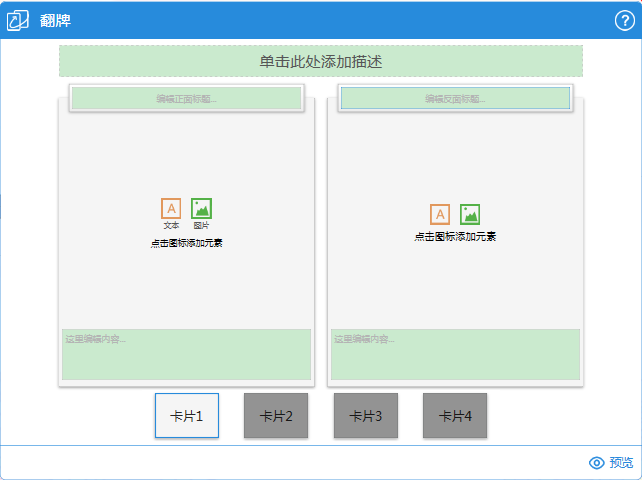 翻牌
单击此处添加描述
编辑正面标题...
编辑反面标题...
A
文本 图片
点击图标添加元素
A
点击图标添加元素
这里编辑内容...
这里编辑内容...
卡片1 卡片2 卡片3 卡片4
预览